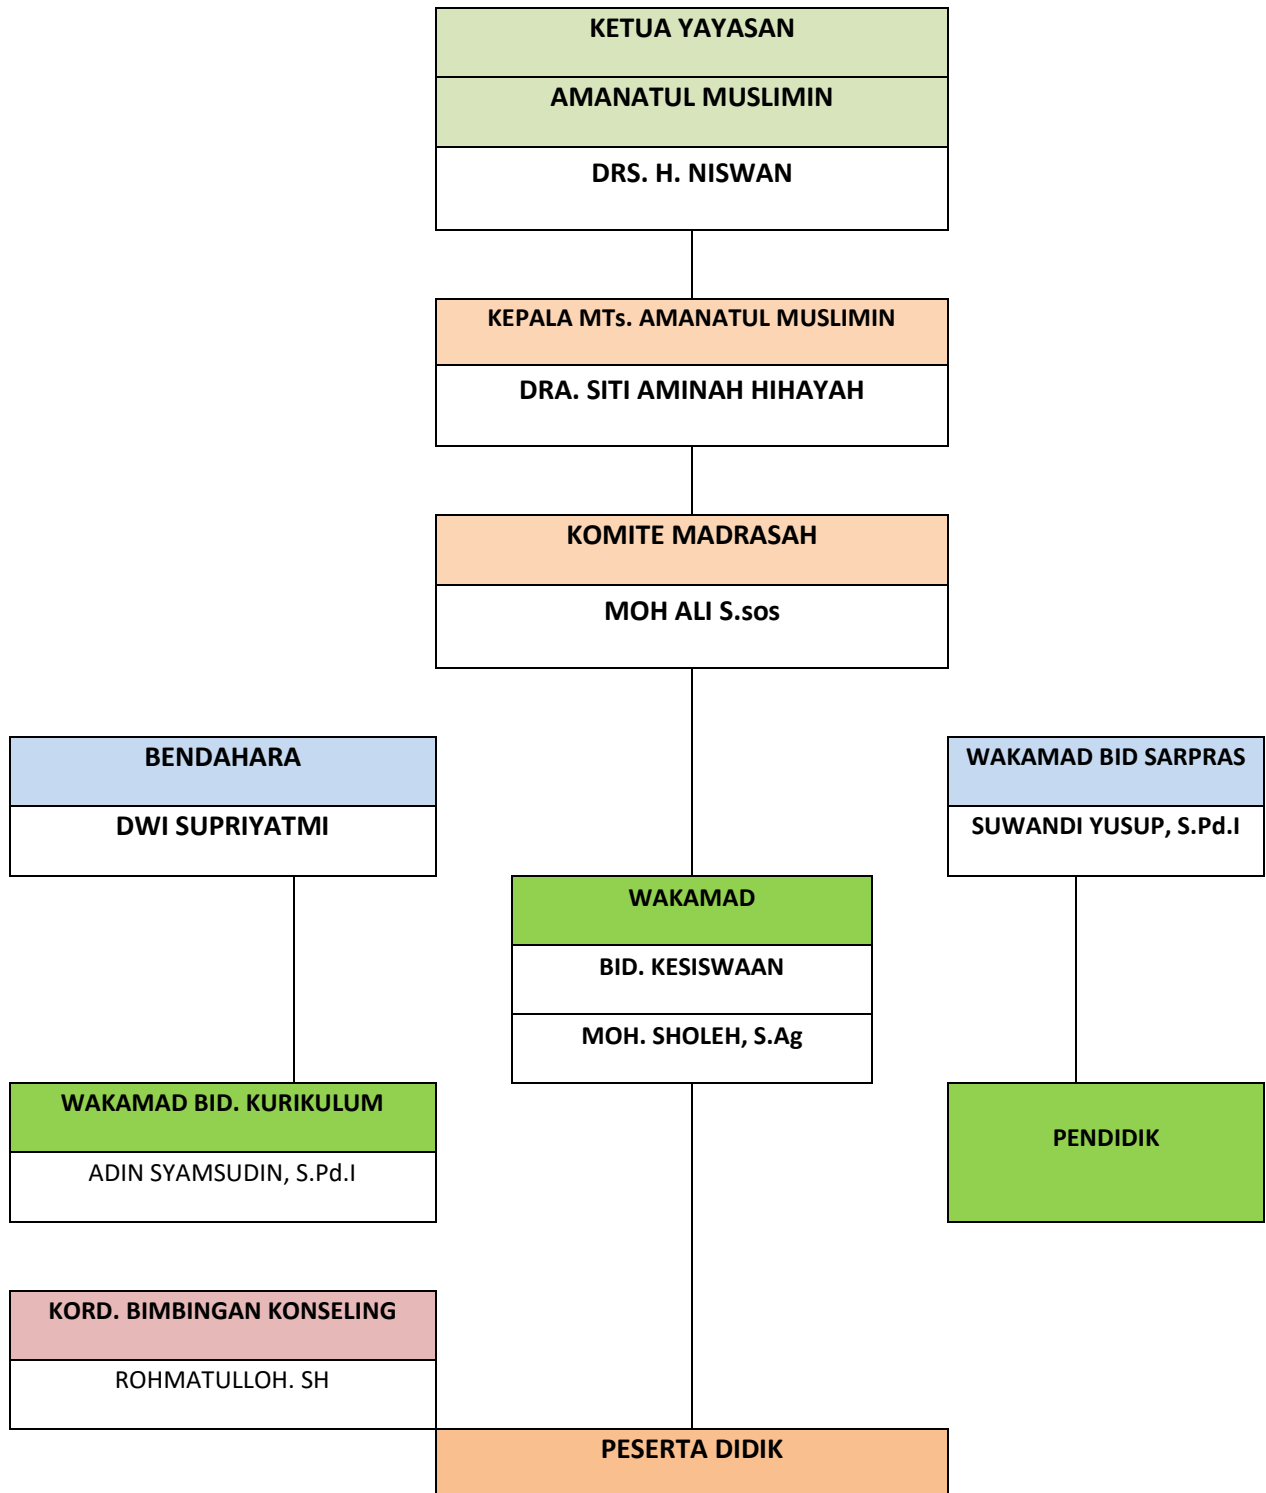 KETUA YAYASAN
AMANATUL MUSLIMIN
DRS. H. NISWAN
KEPALA MTs. AMANATUL MUSLIMIN
DRA. SITI AMINAH HIHAYAH
KOMITE MADRASAH
MOH ALI S.sos
BENDAHARA
DWI SUPRIYATMI
WAKAMAD BID SARPRAS
SUWANDI YUSUP, S.Pd.I
WAKAMAD
BID. KESISWAAN
MOH. SHOLEH, S.Ag
WAKAMAD BID. KURIKULUM
ADIN SYAMSUDIN, S.Pd.I
PENDIDIK
KORD. BIMBINGAN KONSELING
ROHMATULLOH. SH
PESERTA DIDIK